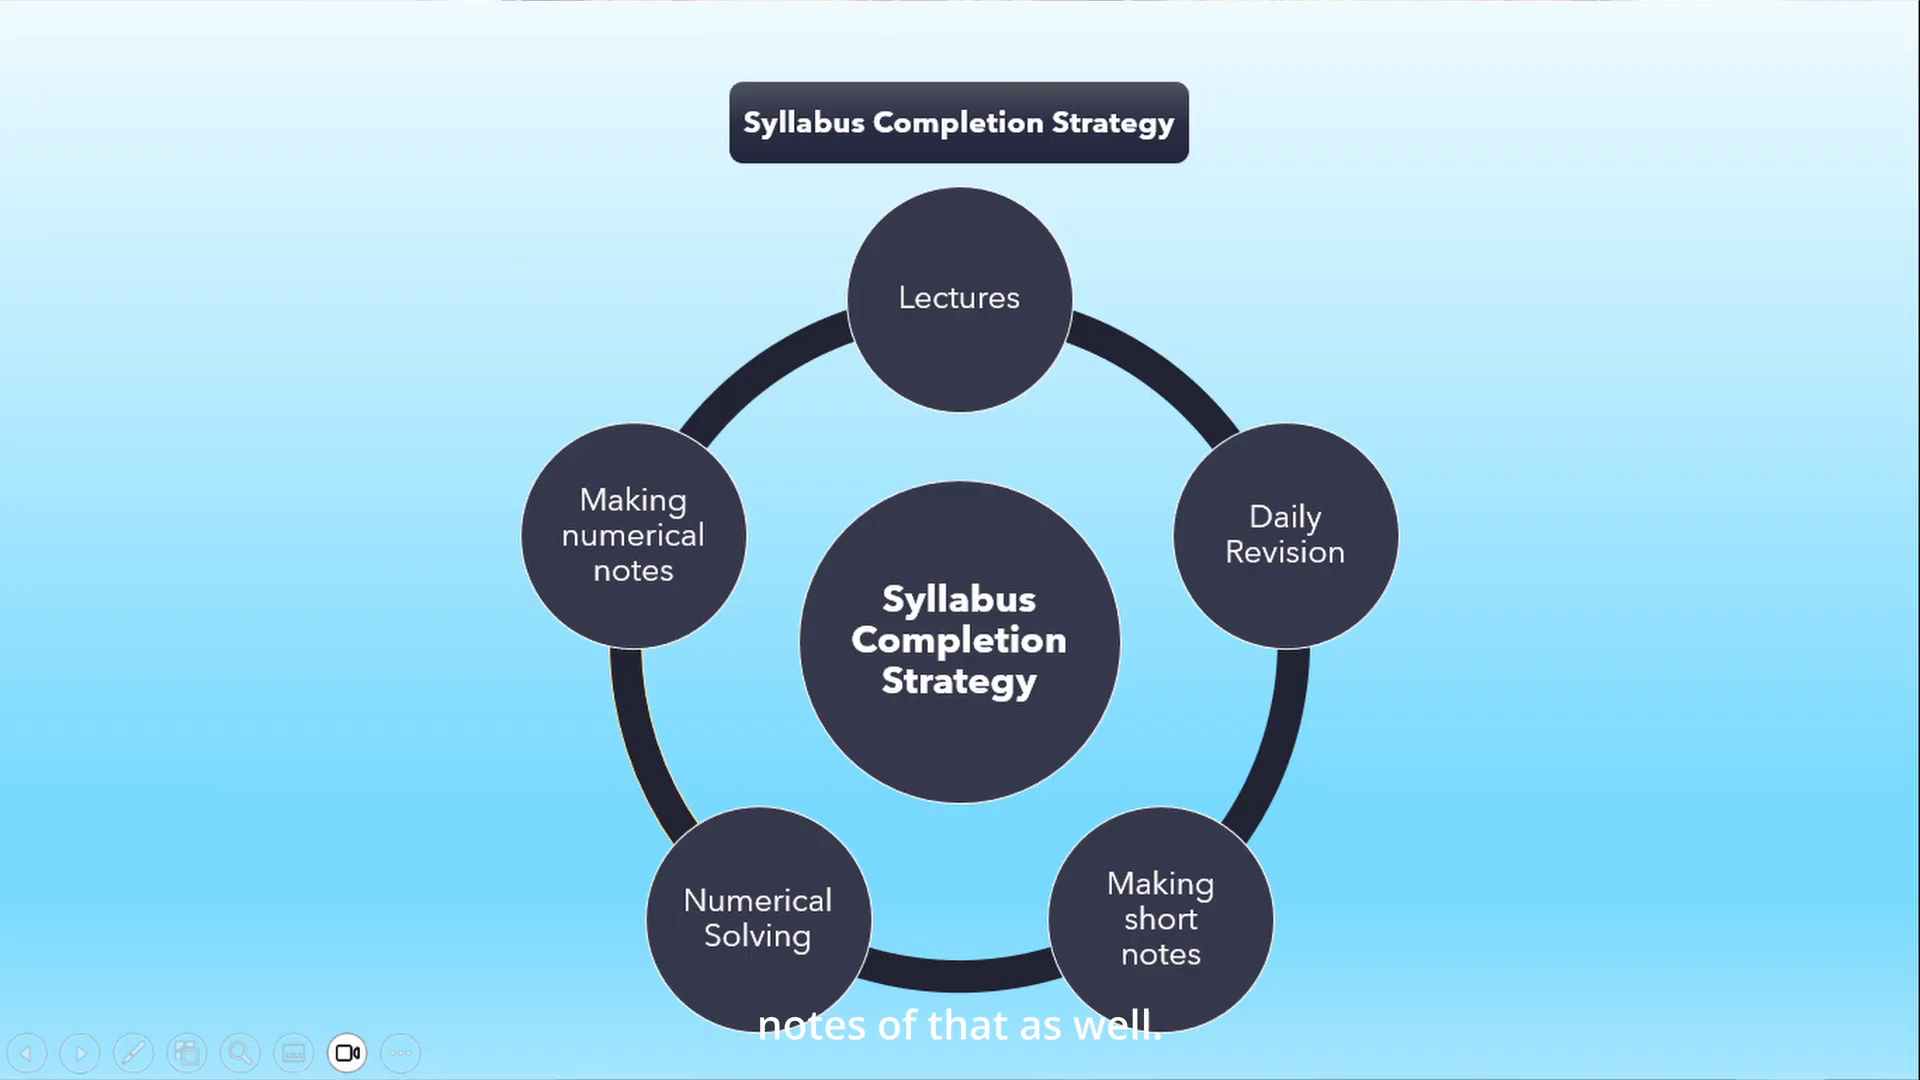 Syllabus Completion Strategy
Lectures
Making
numerical
notes
Daily
Revision
Syllabus
Completion
Strategy
Numerical
Solving
Making
short
notes
notes of that as well.